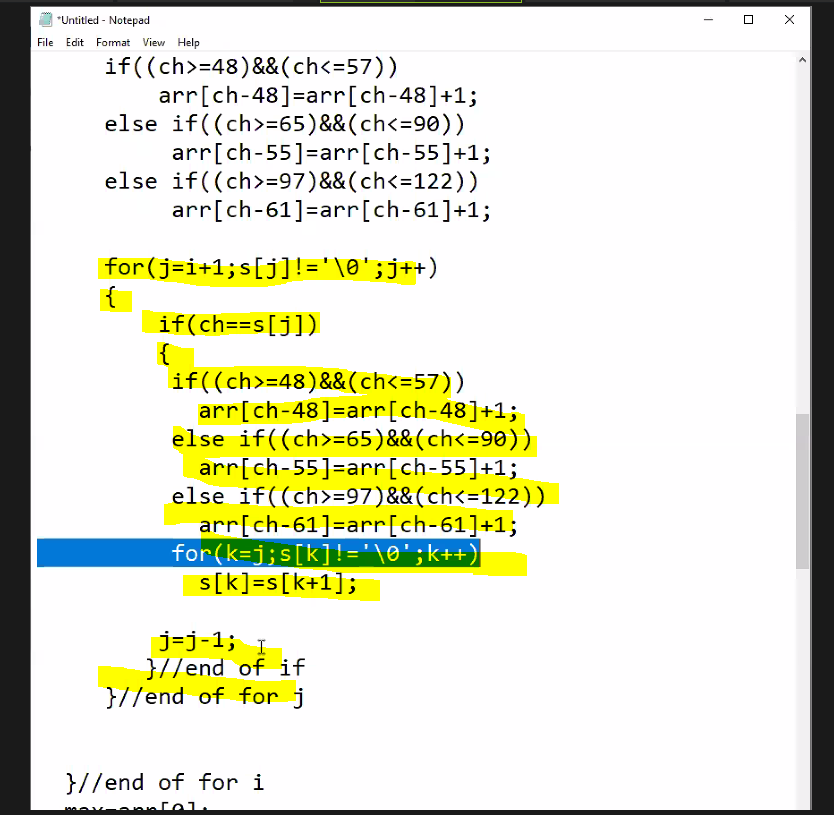 *Untitled - Notepad
File Edit Format View Help
if((ch>=48)&&(ch<=57))
arr[ch-48]=arr[ch-48]+1;
else if((ch>=65)&&(ch<=90))
arr[ch-55]=arr[ch-55]+1;
else if((ch>=97)&&(ch<=122))
arr[ch-61]=arr[ch-61]+1;
for(j=i+1;s[j]!='\0';j++)
{
if(ch==s[j])
{
if((ch>=48)&&(ch<=57))
arr[ch-48]=arr[ch-48]+1;
else if((ch>=65)&&(ch<=90))
arr[ch-55]=arr[ch-55]+1;
else if((ch>=97)&&(ch<=122))
arr[ch-61]=arr[ch-61]+1;
for(k=j;s[k]!='\0';k++)
s[k]=s[k+1];
j=j-1;
}//end of if
}//end of for j
}//end of for i
max=arr[0];